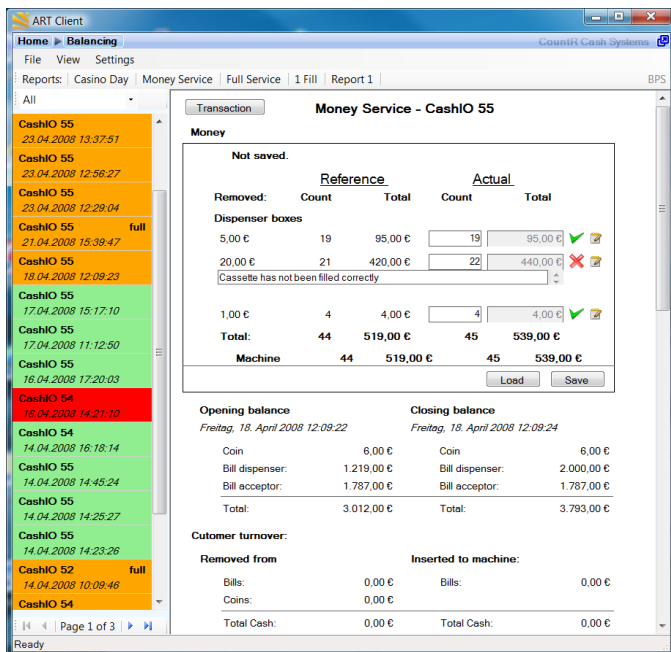 ART Client
Home Balancing CountR Cash Systems
File View Settings
Reports: Casino Day Money Service Full Service 1 Fill Report 1 BPS
All
CashIO 55
23.04.2008 13:37:51
CashIO 55
23.04.2008 12:56:27
CashIO 55
23.04.2008 12:29:04
CashIO 55 full
21.04.2008 15:39:47
CashIO 55
18.04.2008 12:09:23
CashIO 55
17.04.2008 15:17:10
CashIO 55
17.04.2008 11:12:50
CashIO 55
16.04.2008 17:20:03
CashIO 54
16.04.2008 14:21:10
CashIO 54
14.04.2008 16:18:14
CashIO 55
14.04.2008 14:45:24
CashIO 55
14.04.2008 14:25:27
CashIO 55
14.04.2008 14:23:26
CashIO 52 full
14.04.2008 10:09:46
CashIO 54
Page 1 of 3
Transaction Money Service - CashIO 55
Money
Not saved.
Reference Actual
Removed: Count Total Count Total
Dispenser boxes
5,00 € 19 95,00 € 19 95,00 €
20,00 € 21 420,00 € 22 440,00 €
Cassette has not been filled correctly
1,00 € 4 4,00 € 4 4,00 €
Total: 44 519,00 € 45 539,00 €
Machine 44 519,00 € 45 539,00 €
Load Save
Opening balance Closing balance
Freitag, 18. April 2008 12:09:22 Freitag, 18. April 2008 12:09:24
Coin 6,00 € Coin 6,00 €
Bill dispenser: 1.219,00 € Bill dispenser: 2.000,00 €
Bill acceptor: 1.787,00 € Bill acceptor: 1.787,00 €
Total: 3.012,00 € Total: 3.793,00 €
Cutomer turnover:
Removed from Inserted to machine:
Bills: 0,00 € Bills: 0,00 €
Coins: 0,00 €
Total Cash: 0,00 € Total Cash: 0,00 €
Ready